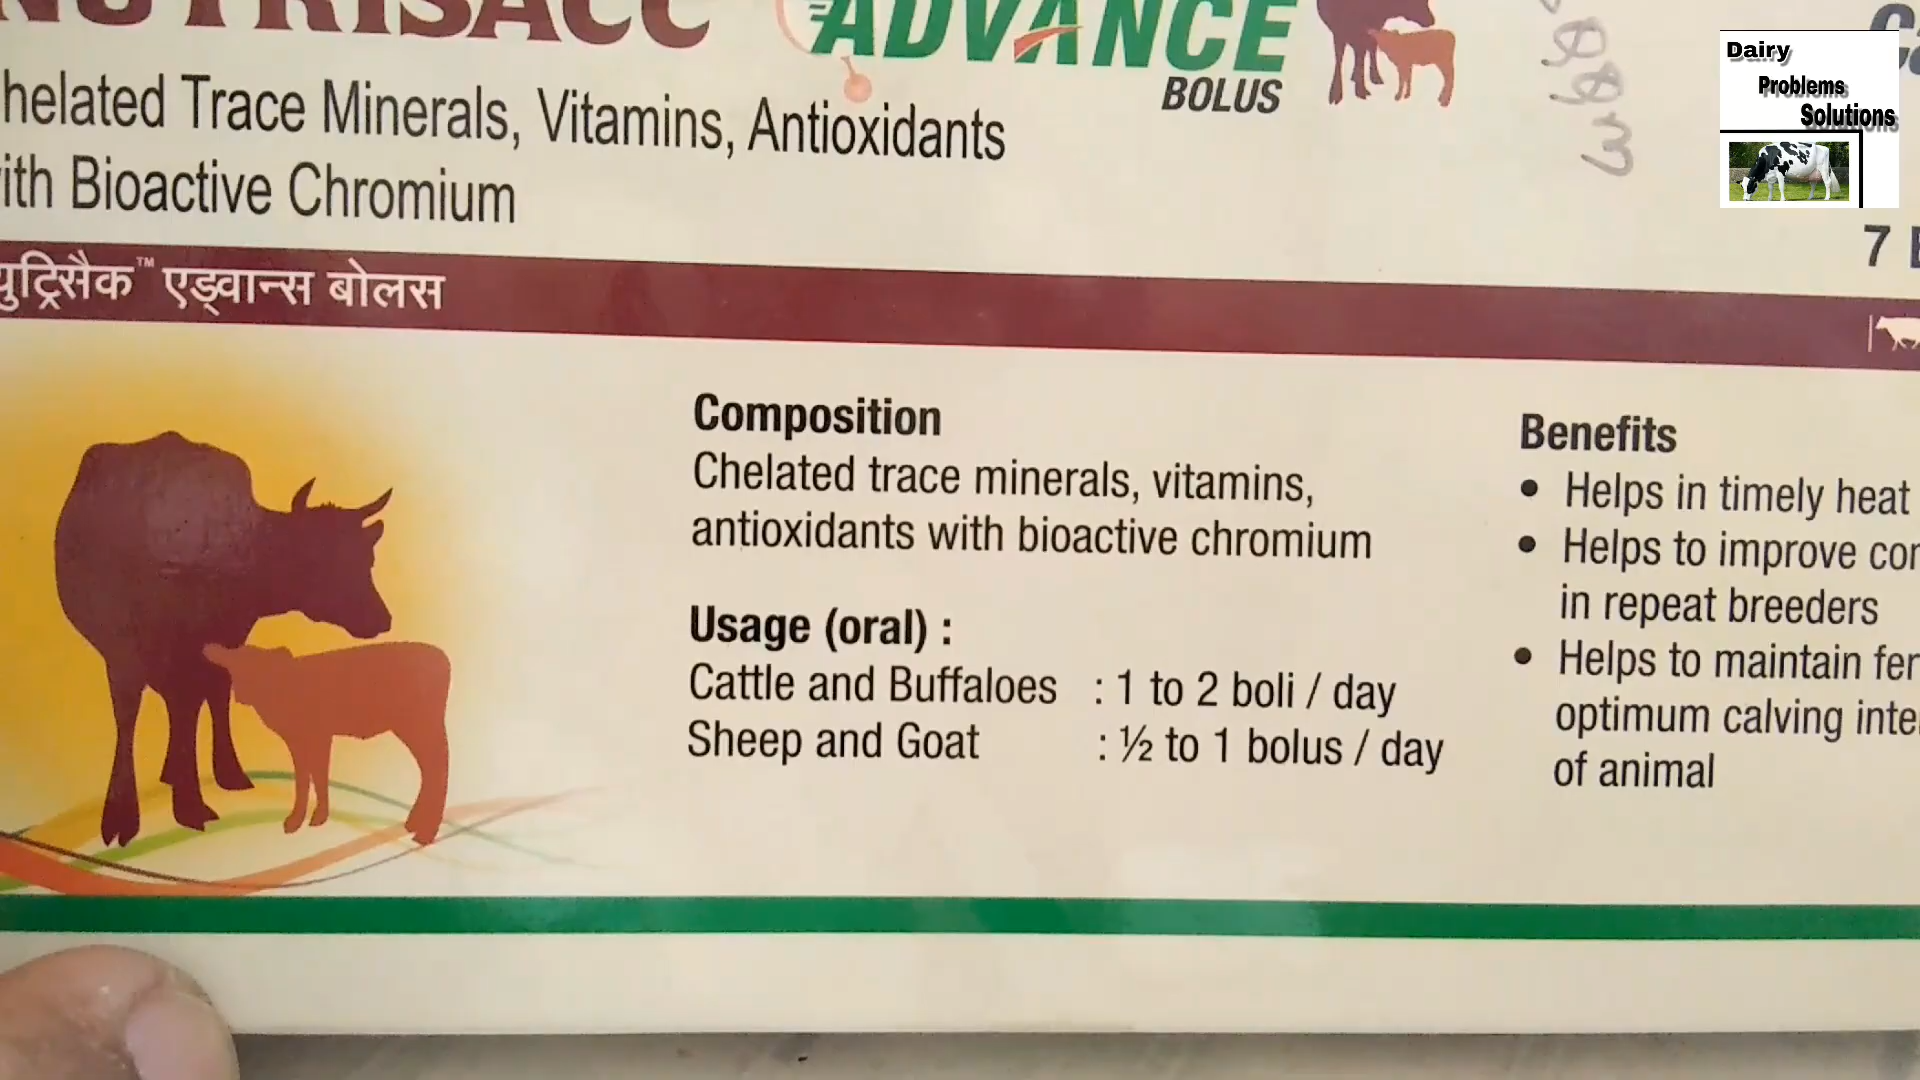 NUTRISACC ADVANCE
BOLUS
helated Trace Minerals, Vitamins, Antioxidants
ith Bioactive Chromium
Dairy
Problems
Solutions
7
युट्रिसैक™ एड्वान्स बोलस
Composition
Chelated trace minerals, vitamins,
antioxidants with bioactive chromium
Usage (oral) :
Cattle and Buffaloes : 1 to 2 boli / day
Sheep and Goat : ½ to 1 bolus / day
Benefits
• Helps in timely heat
• Helps to improve
in repeat breeders
• Helps to maintain
optimum calving
of animal